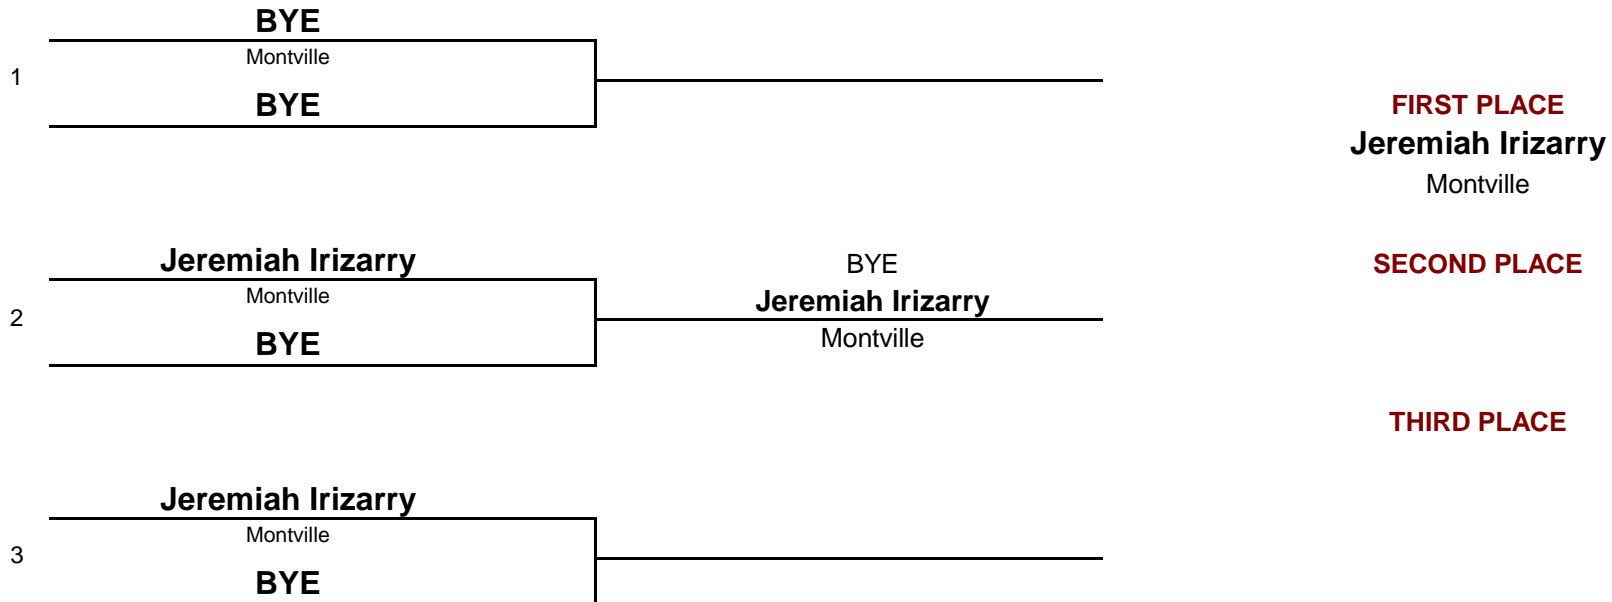 BYE
Montville
1
BYE
FIRST PLACE
Jeremiah Irizarry
Montville
Jeremiah Irizarry
Montville
2
BYE
BYE
Jeremiah Irizarry
Montville
SECOND PLACE
THIRD PLACE
Jeremiah Irizarry
Montville
3
BYE